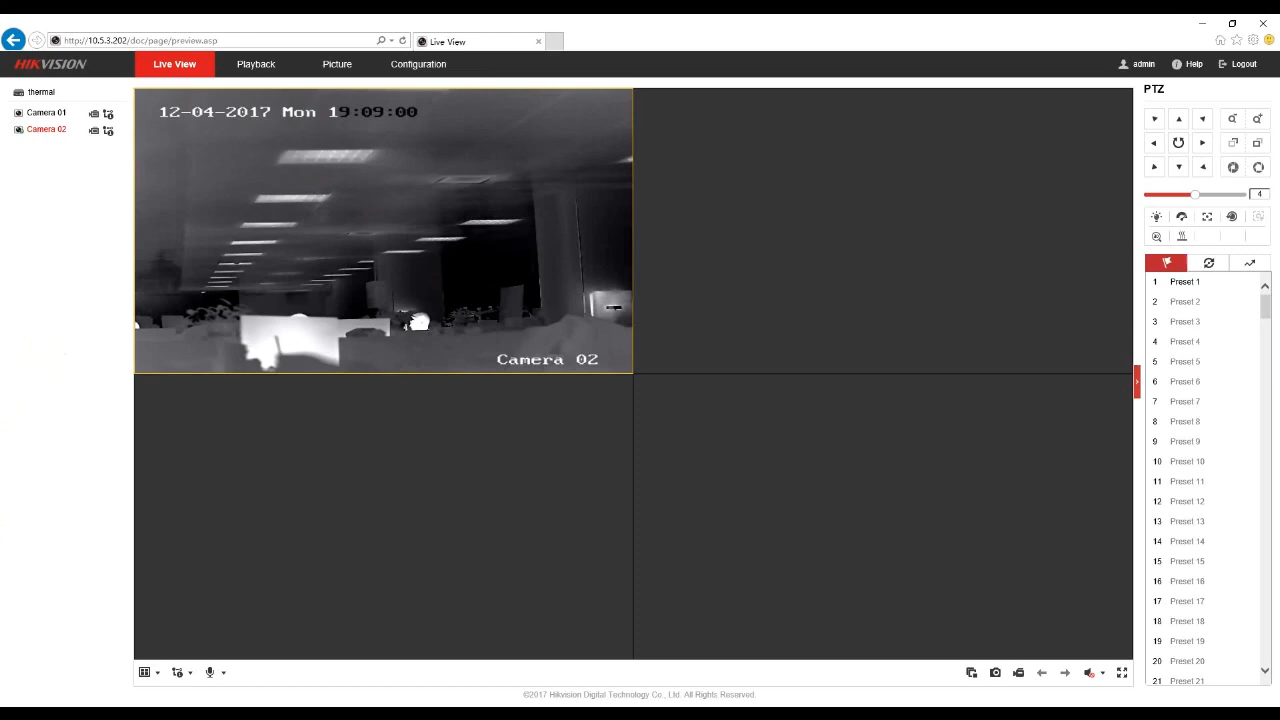 http://10.5.3.202/doc/page/preview.asp
Live View
HIKVISION
Live View
Playback
Picture
Configuration
admin
Help
Logout
thermal
Camera 01
Camera 02
12-04-2017 Mon 19:09:00
Camera 02
PTZ
4
1 Preset 1
2 Preset 2
3 Preset 3
4 Preset 4
5 Preset 5
6 Preset 6
7 Preset 7
8 Preset 8
9 Preset 9
10 Preset 10
11 Preset 11
12 Preset 12
13 Preset 13
14 Preset 14
15 Preset 15
16 Preset 16
17 Preset 17
18 Preset 18
19 Preset 19
20 Preset 20
21 Preset 21
©2017 Hikvision Digital Technology Co., Ltd. All Rights Reserved.